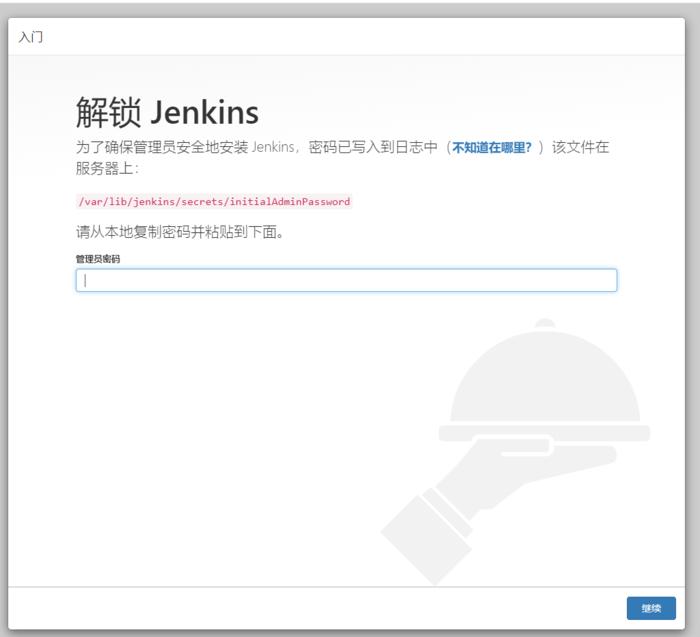 入门
解锁 Jenkins
为了确保管理员安全地安装 Jenkins，密码已写入到日志中（不知道在哪里？）该文件在
服务器上：
/var/lib/jenkins/secrets/initialAdminPassword
请从本地复制密码并粘贴到下面。
管理员密码
继续